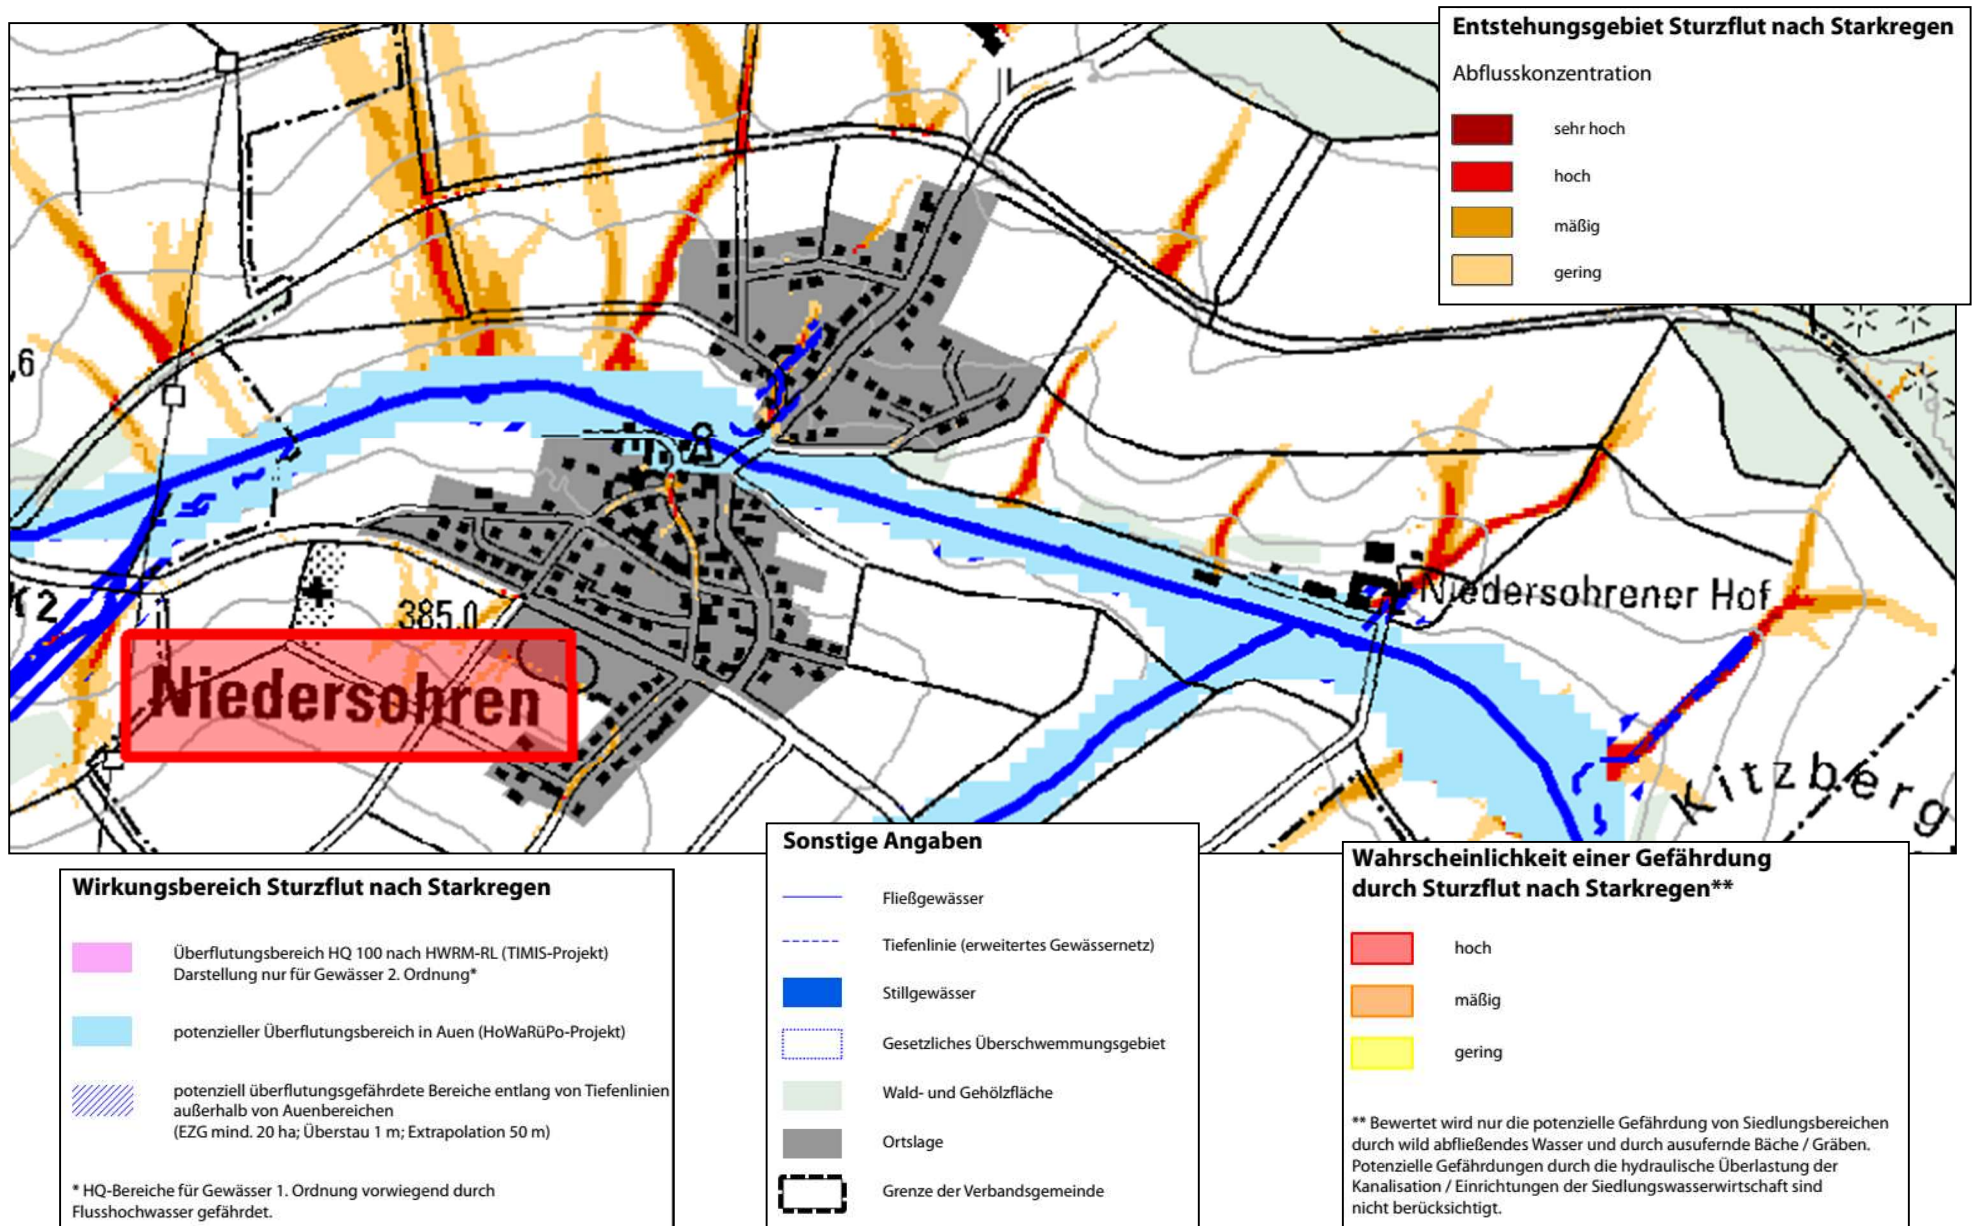 Entstehungsgebiet Sturzflut nach Starkregen
Abflusskonzentration
sehr hoch
hoch
mäßig
gering
,6
385,0
Niedersohren
Niedersohrener Hof
Kitzberg
Wirkungsbereich Sturzflut nach Starkregen
Überflutungsbereich HQ 100 nach HWRM-RL (TIMIS-Projekt)
Darstellung nur für Gewässer 2. Ordnung*
potenzieller Überflutungsbereich in Auen (HoWaRüPo-Projekt)
potenziell überflutungsgefährdete Bereiche entlang von Tiefenlinien
außerhalb von Auenbereichen
(EZG mind. 20 ha; Überstau 1 m; Extrapolation 50 m)
* HQ-Bereiche für Gewässer 1. Ordnung vorwiegend durch
Flusshochwasser gefährdet.
Sonstige Angaben
Fließgewässer
Tiefenlinie (erweitertes Gewässernetz)
Stillgewässer
Gesetzliches Überschwemmungsgebiet
Wald- und Gehölzfläche
Ortslage
Grenze der Verbandsgemeinde
Wahrscheinlichkeit einer Gefährdung
durch Sturzflut nach Starkregen**
hoch
mäßig
gering
** Bewertet wird nur die potenzielle Gefährdung von Siedlungsbereichen
durch wild abfließendes Wasser und durch ausufernde Bäche / Gräben.
Potenzielle Gefährdungen durch die hydraulische Überlastung der
Kanalisation / Einrichtungen der Siedlungswasserwirtschaft sind
nicht berücksichtigt.